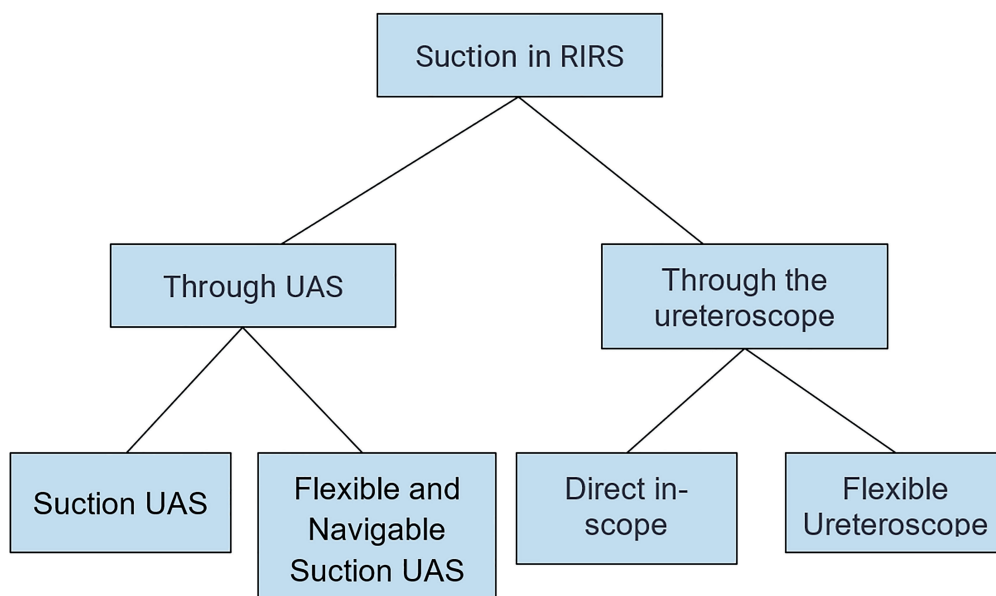 Suction in RIRS
Through UAS
Through the
ureteroscope
Suction UAS
Flexible and
Navigable
Suction UAS
Direct in-
scope
Flexible
Ureteroscope